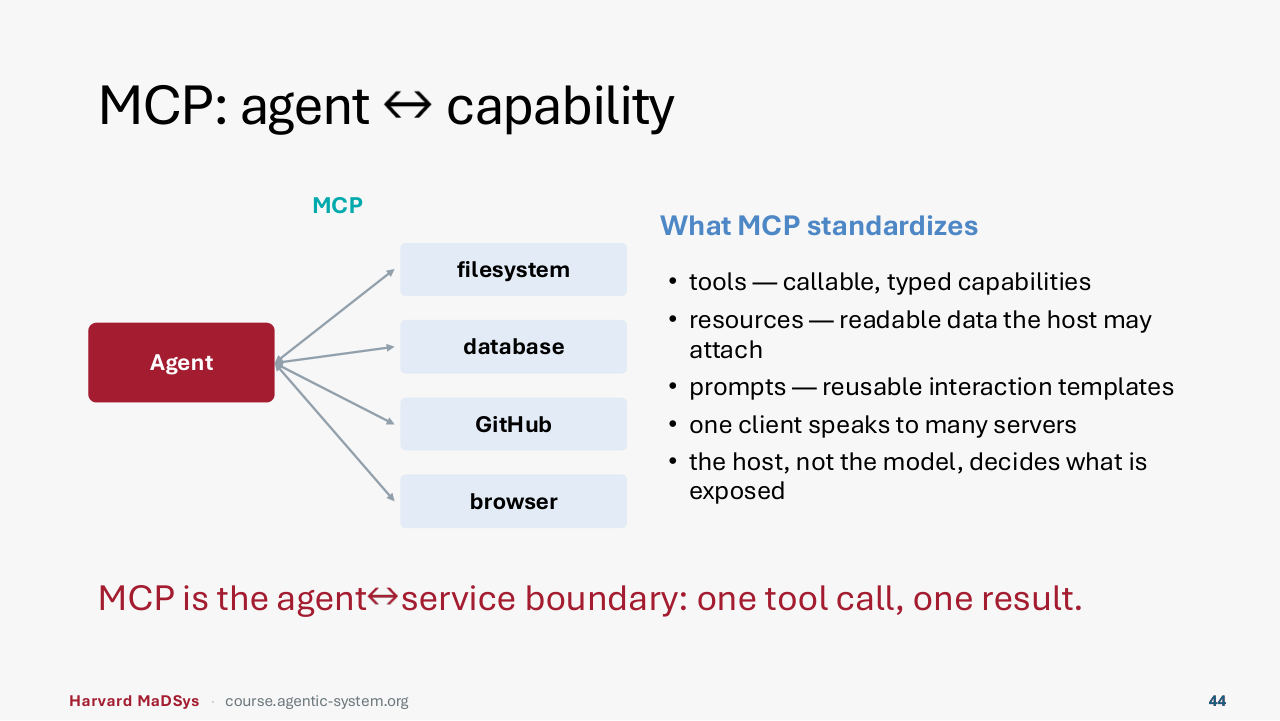 MCP: agent ↔ capability
MCP
Agent
filesystem
database
GitHub
browser
What MCP standardizes
• tools — callable, typed capabilities
• resources — readable data the host may
attach
• prompts — reusable interaction templates
• one client speaks to many servers
• the host, not the model, decides what is
exposed
MCP is the agent↔service boundary: one tool call, one result.
Harvard MaDSys · course.agentic-system.org
44